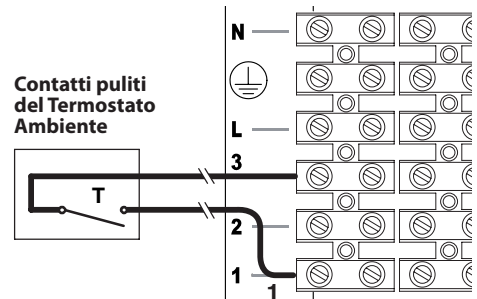 N
Contatti puliti
del Termostato
Ambiente
L
3
T
2
1
1